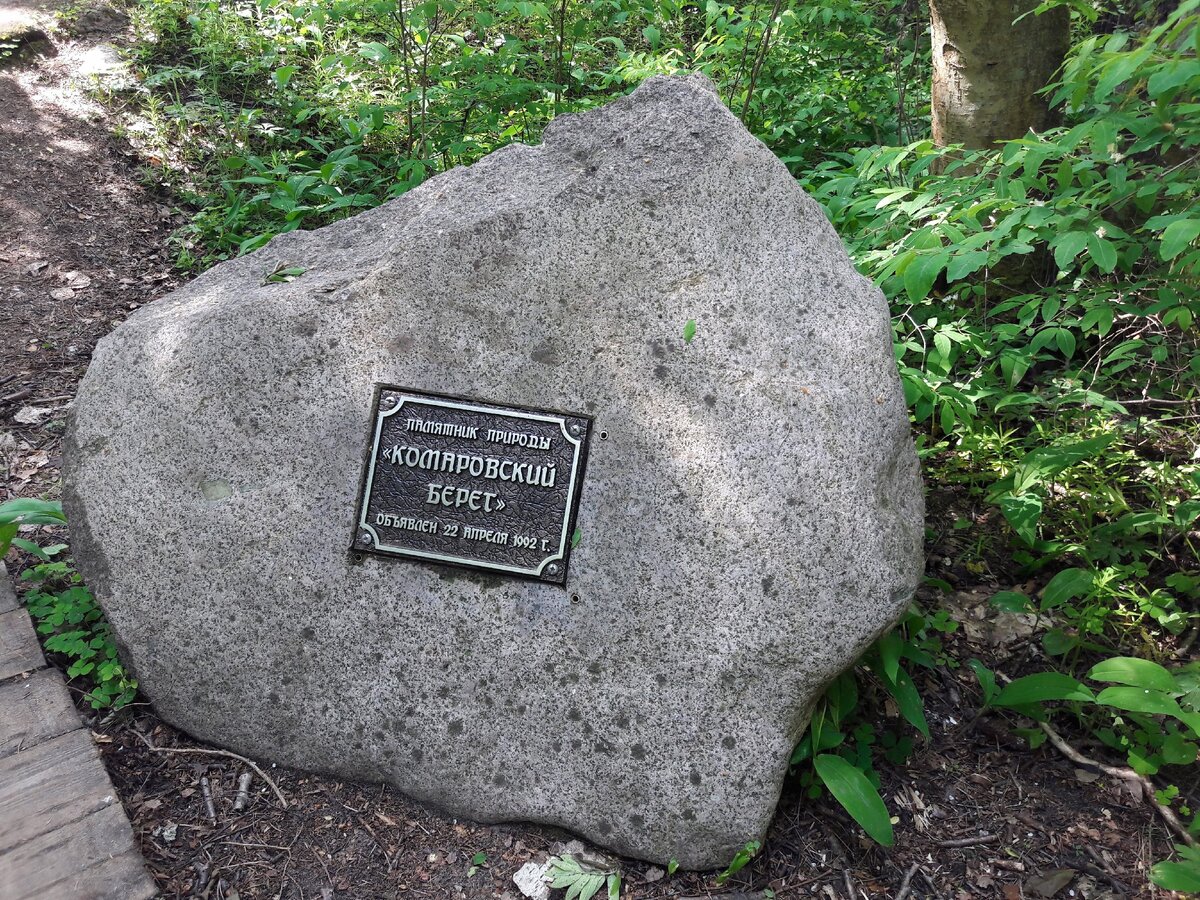 ПАМЯТНИК ПРИРОДЫ
«КОМАРОВСКИЙ
БЕРЕГ»
ОБЪЯВЛЕН 22 АПРЕЛЯ 1992 Г.